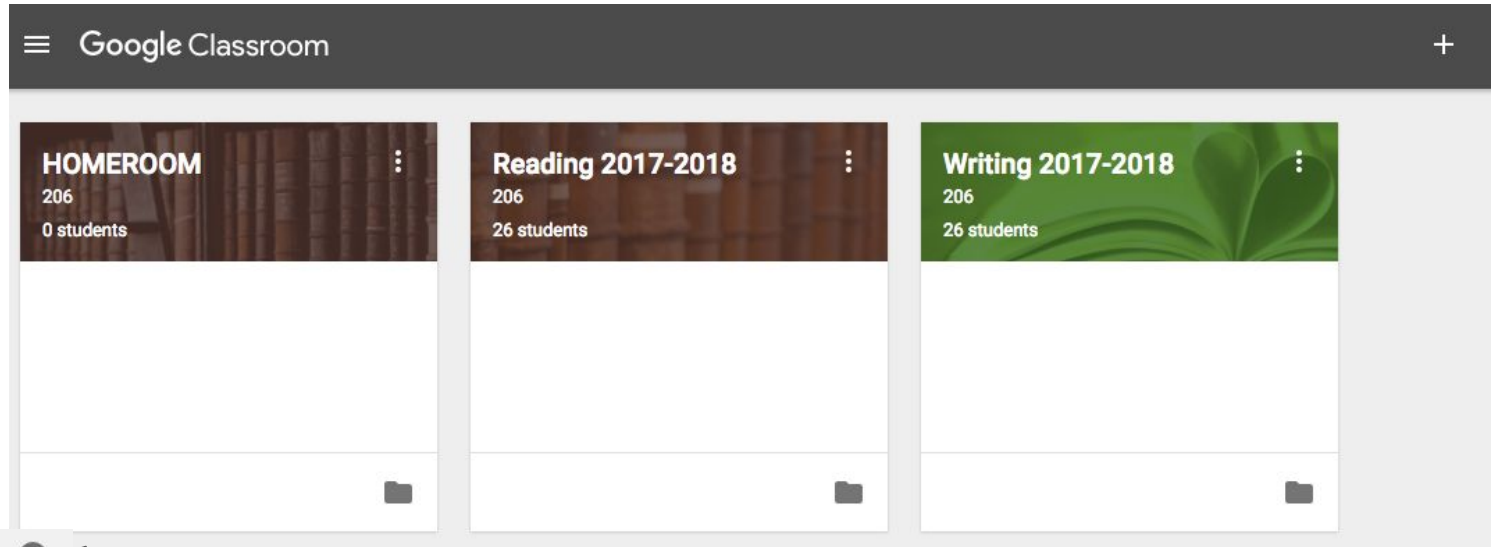 Google Classroom
HOMEROOM
206
0 students
Reading 2017-2018
206
26 students
Writing 2017-2018
206
26 students